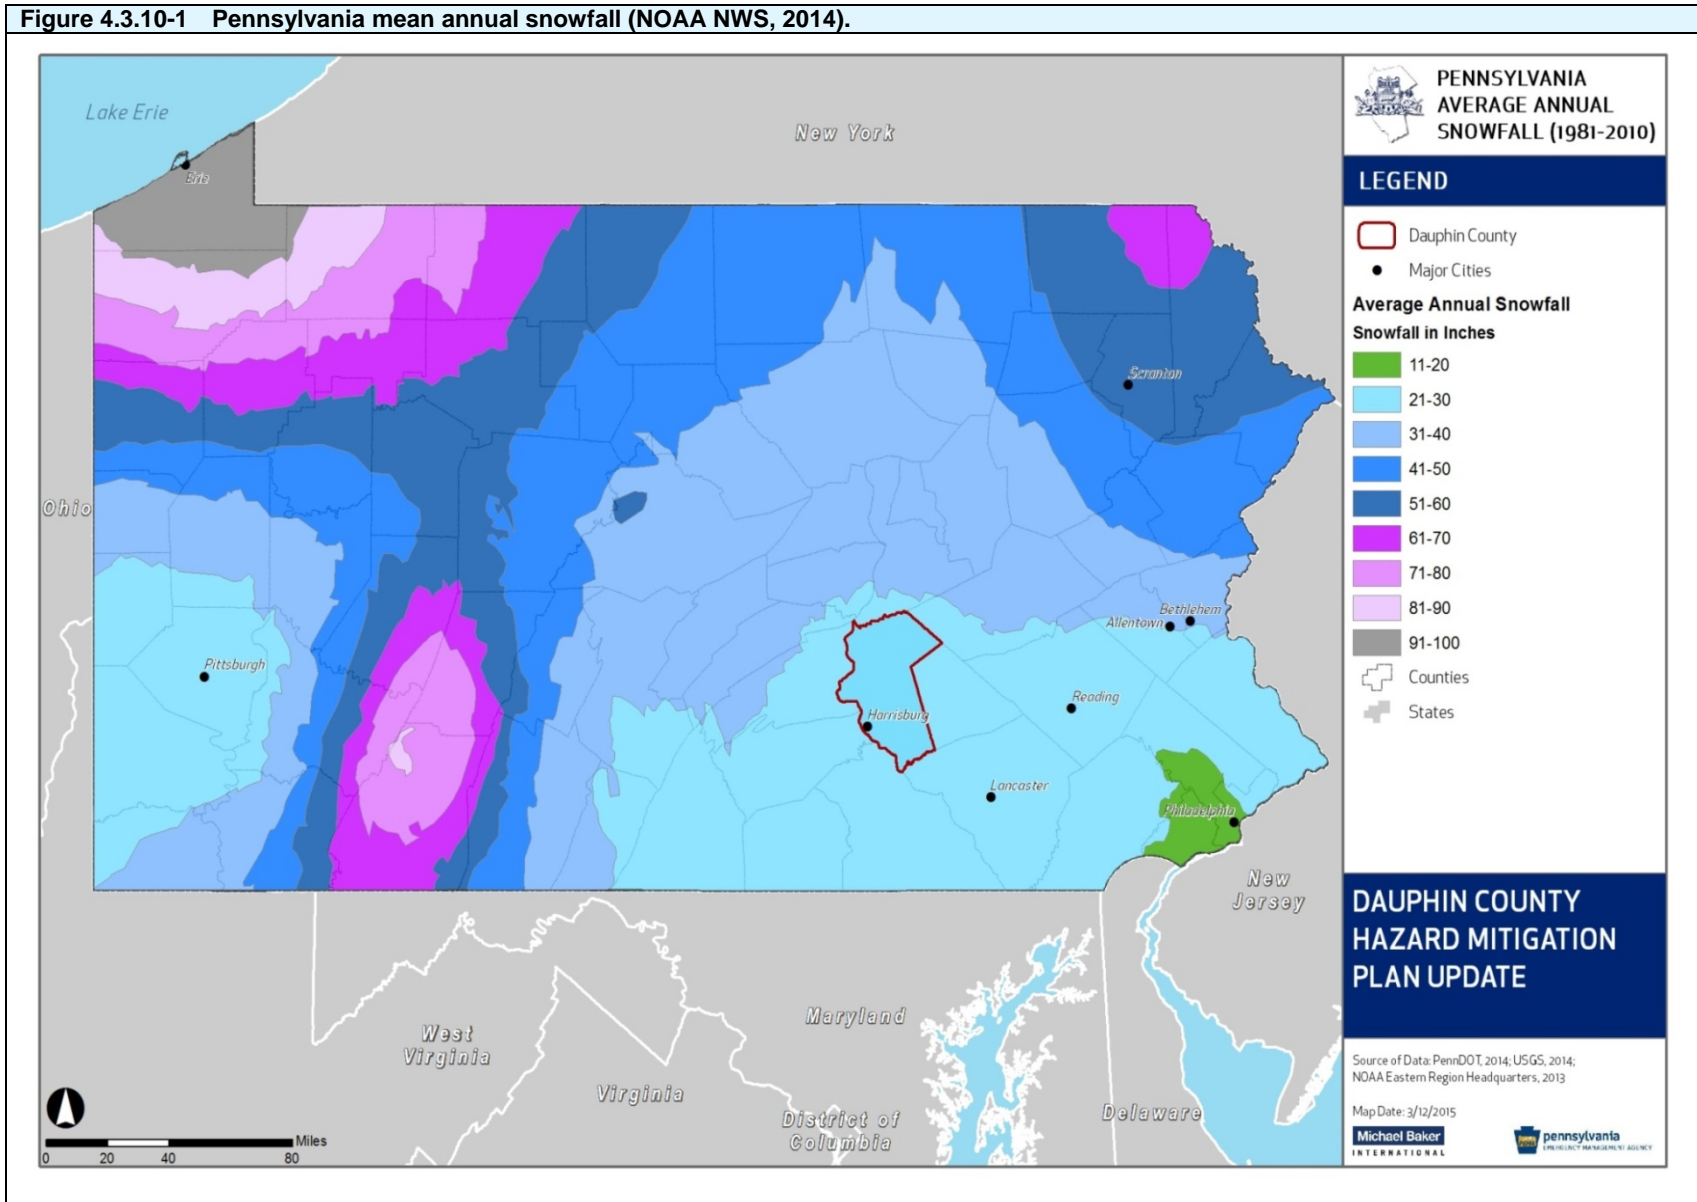 Figure 4.3.10-1 Pennsylvania mean annual snowfall (NOAA NWS, 2014).
Lake Erie
New York
Erie
Scranton
Ohio
Bethlehem
Allentown
Pittsburgh
Reading
Harrisburg
Lancaster
Philadelphia
New
Jersey
Maryland
West
Virginia
Virginia
District of
Columbia
Delaware
Miles
0 20 40 80
PENNSYLVANIA
AVERAGE ANNUAL
SNOWFALL (1981-2010)
LEGEND
Dauphin County
Major Cities
Average Annual Snowfall
Snowfall in Inches
11-20
21-30
31-40
41-50
51-60
61-70
71-80
81-90
91-100
Counties
States
DAUPHIN COUNTY
HAZARD MITIGATION
PLAN UPDATE
Source of Data: PennDOT, 2014; USGS, 2014;
NOAA Eastern Region Headquarters, 2013
Map Date: 3/12/2015
Michael Baker
INTERNATIONAL
pennsylvania
EMERGENCY MANAGEMENT AGENCY